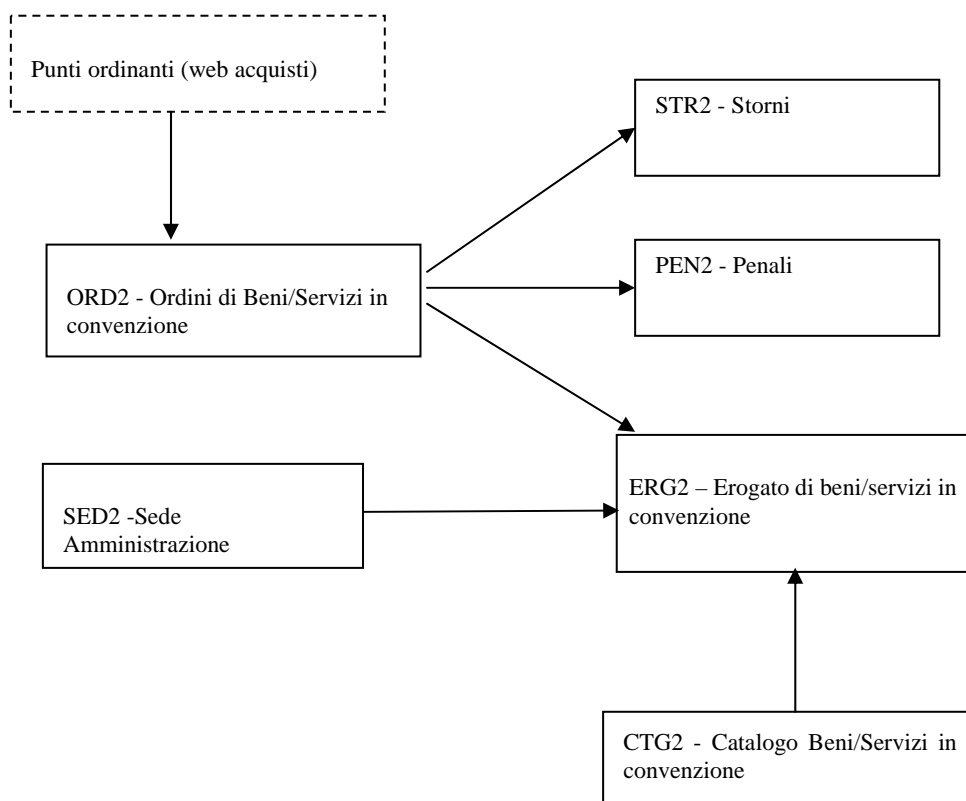 Punti ordinanti (web acquisti)
STR2 - Storni
PEN2 - Penali
ORD2 - Ordini di Beni/Servizi in
convenzione
ERG2 – Erogato di beni/servizi in
convenzione
SED2 -Sede
Amministrazione
CTG2 - Catalogo Beni/Servizi in
convenzione